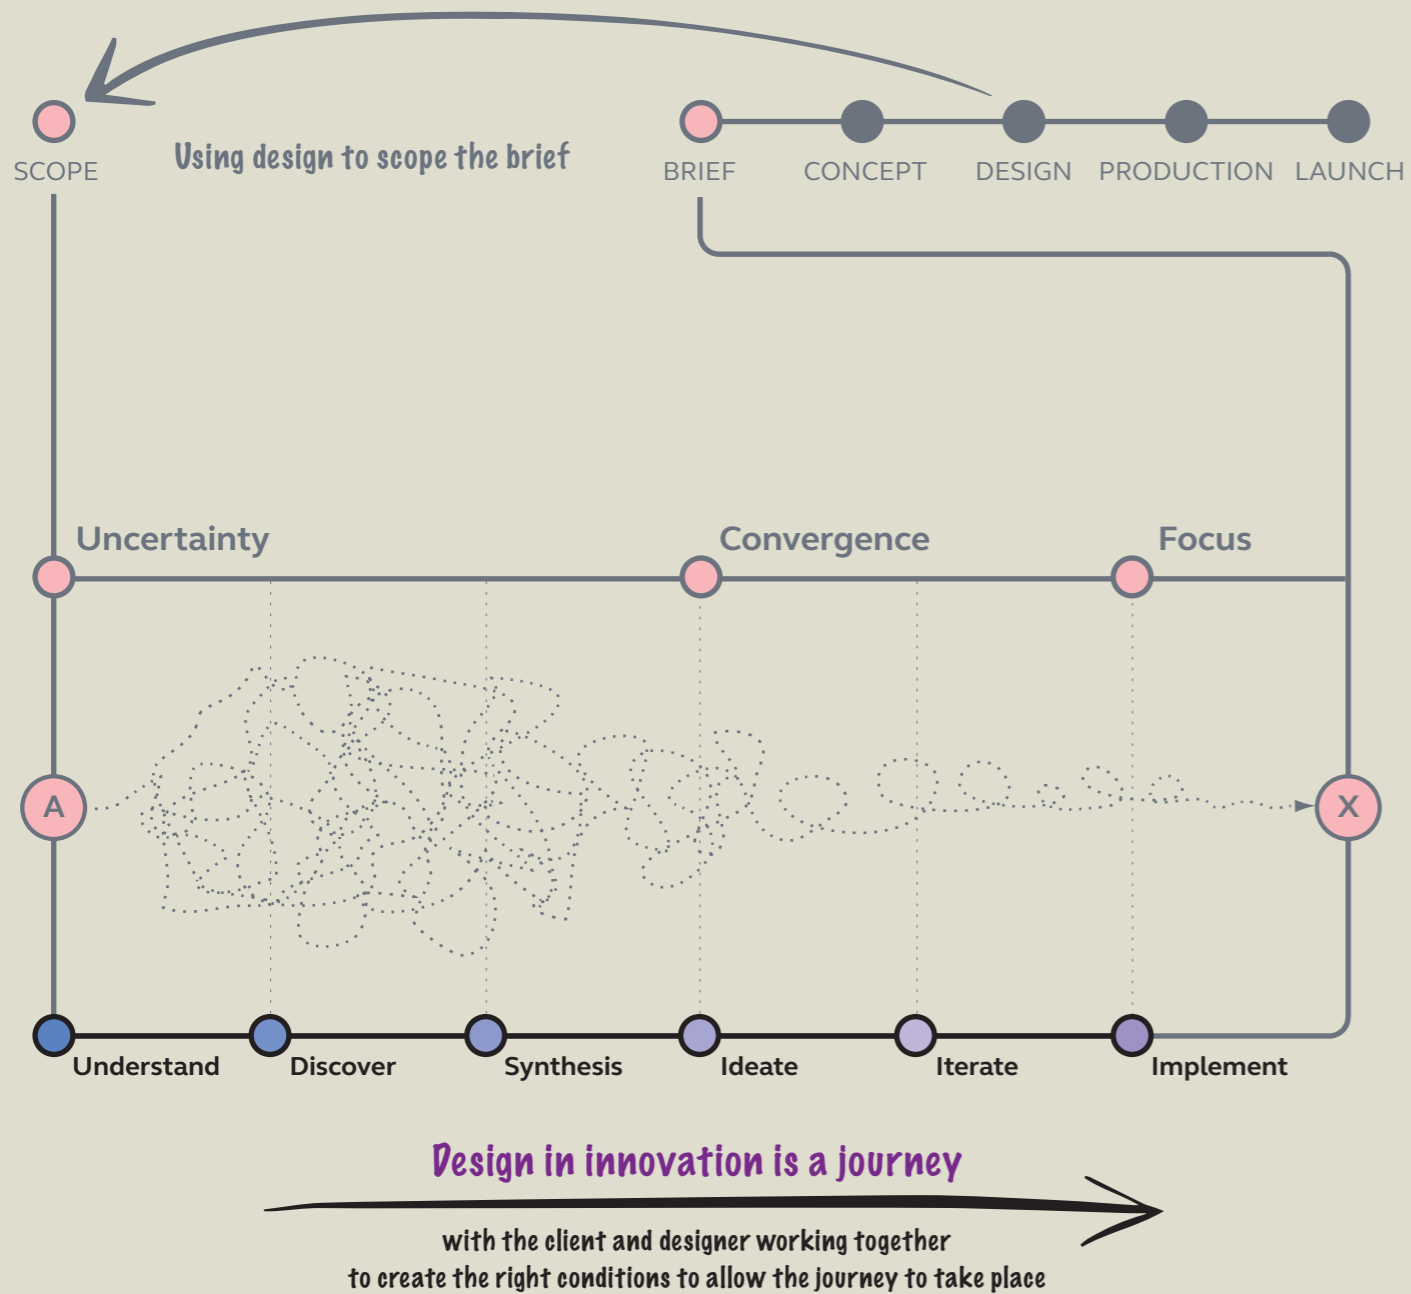 Using design to scope the brief
SCOPE
BRIEF
CONCEPT
DESIGN
PRODUCTION
LAUNCH
Uncertainty
Convergence
Focus
A
X
Understand
Discover
Synthesis
Ideate
Iterate
Implement
Design in innovation is a journey
with the client and designer working together
to create the right conditions to allow the journey to take place